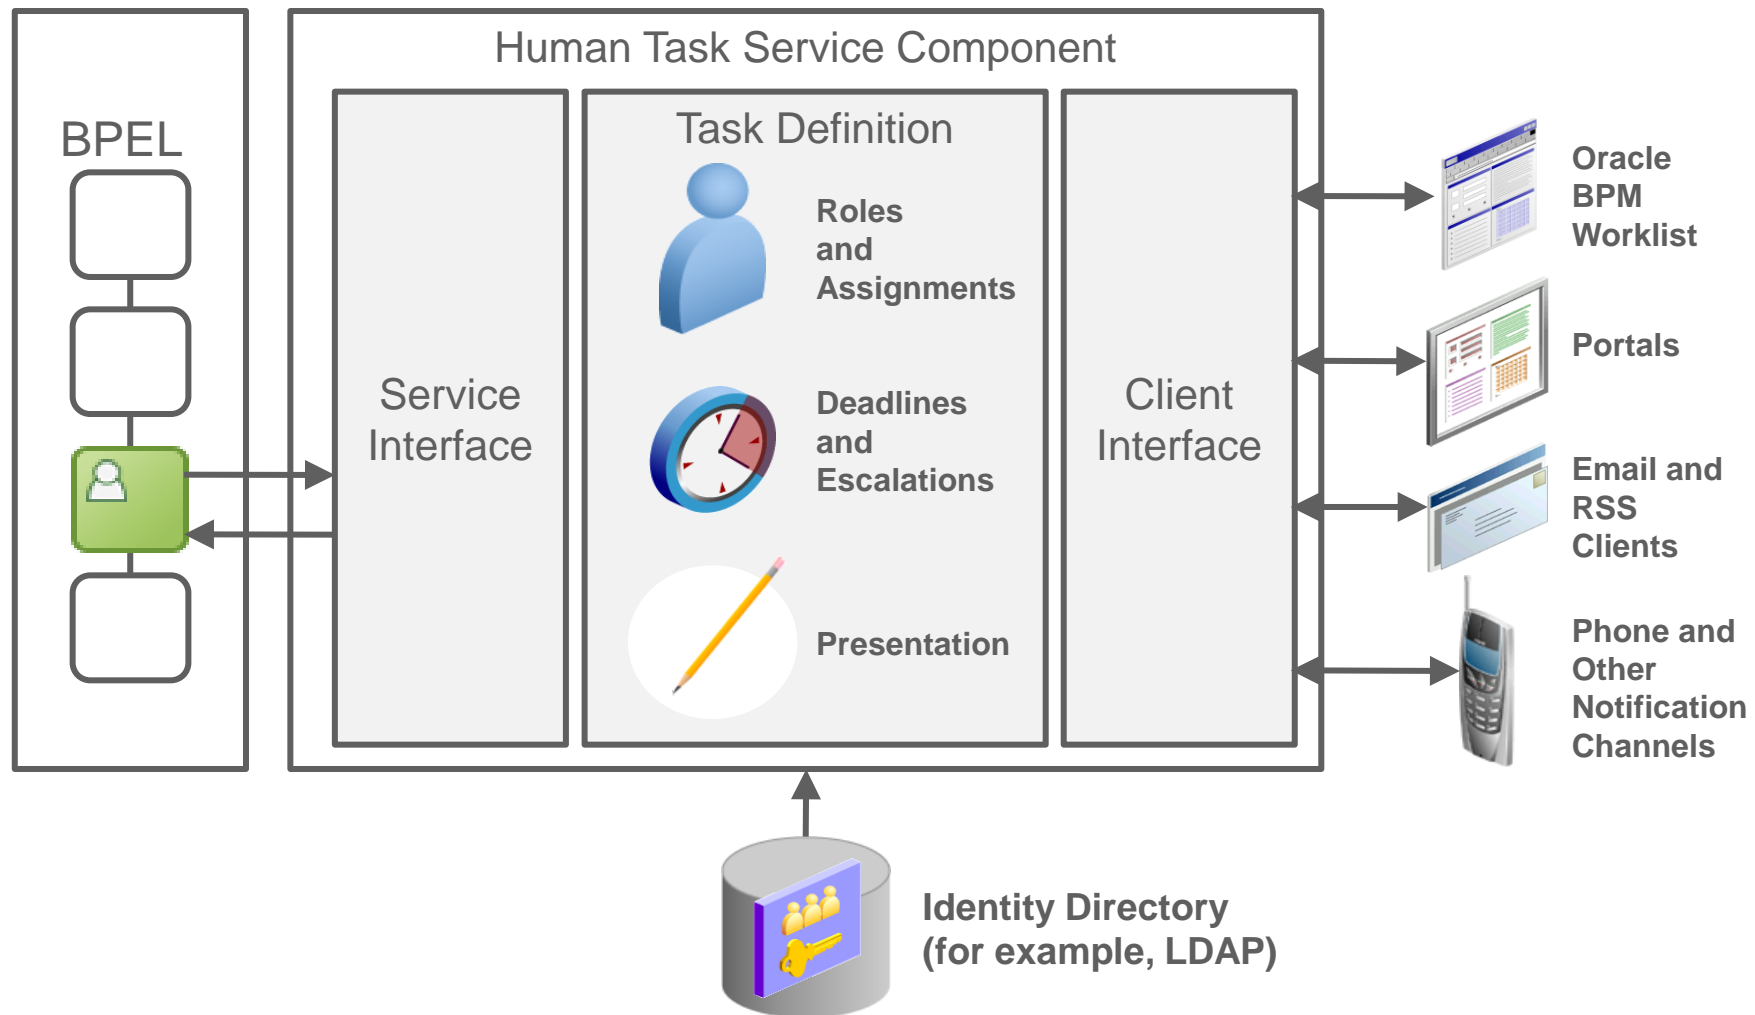 Human Task Service Component
BPEL
Service
Interface
Task Definition
Roles
and
Assignments
Deadlines
and
Escalations
Presentation
Client
Interface
Oracle
BPM
Worklist
Portals
Email and
RSS
Clients
Phone and
Other
Notification
Channels
Identity Directory
(for example, LDAP)